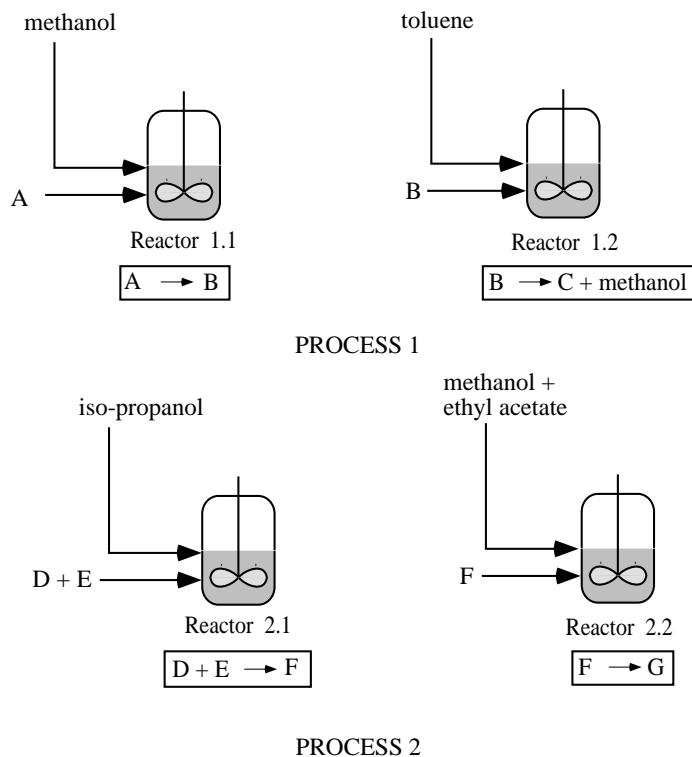 methanol
toluene
A
B
Reactor 1.1
Reactor 1.2
A → B
B → C + methanol
PROCESS 1
iso-propanol
methanol +
ethyl acetate
D + E
F
Reactor 2.1
Reactor 2.2
D + E → F
F → G
PROCESS 2